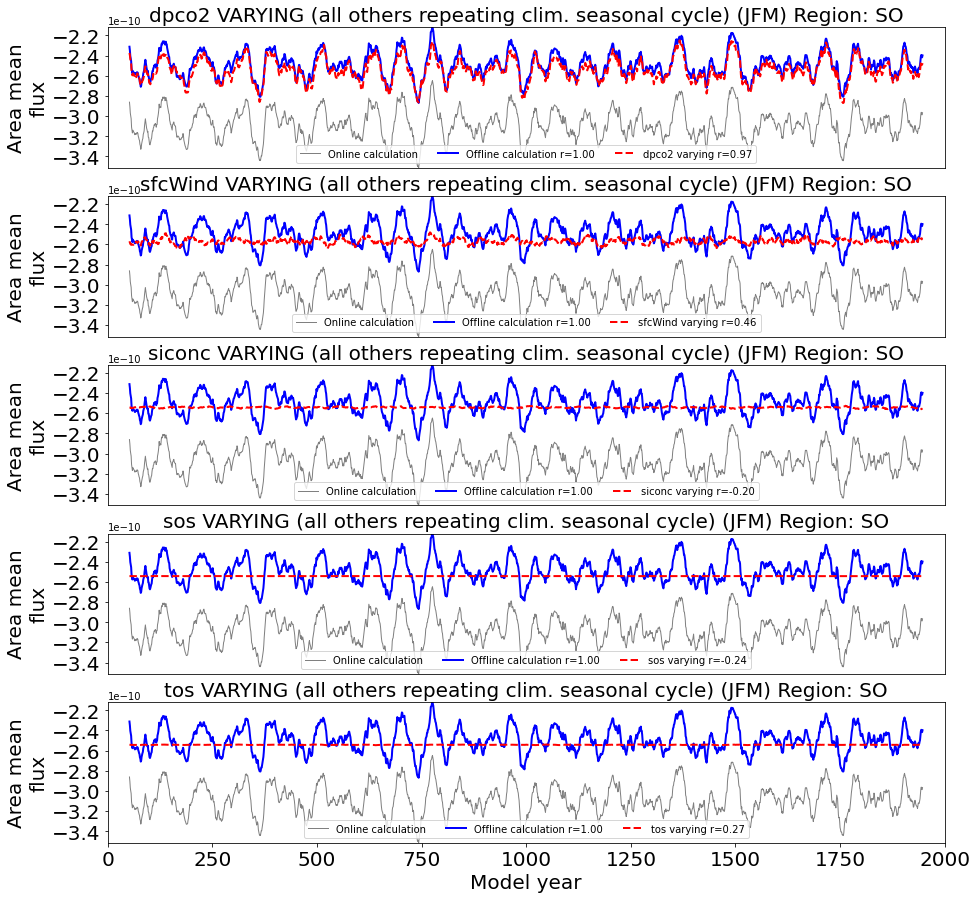 1e−10
dpco2 VARYING (all others repeating clim. seasonal cycle) (JFM) Region: SO
Area mean
flux
−2.2
−2.4
−2.6
−2.8
−3.0
−3.2
−3.4
Online calculation
Offline calculation r=1.00
dpco2 varying r=0.97
1e−10
sfcWind VARYING (all others repeating clim. seasonal cycle) (JFM) Region: SO
Area mean
flux
−2.2
−2.4
−2.6
−2.8
−3.0
−3.2
−3.4
Online calculation
Offline calculation r=1.00
sfcWind varying r=0.46
1e−10
siconc VARYING (all others repeating clim. seasonal cycle) (JFM) Region: SO
Area mean
flux
−2.2
−2.4
−2.6
−2.8
−3.0
−3.2
−3.4
Online calculation
Offline calculation r=1.00
siconc varying r=-0.20
1e−10
sos VARYING (all others repeating clim. seasonal cycle) (JFM) Region: SO
Area mean
flux
−2.2
−2.4
−2.6
−2.8
−3.0
−3.2
−3.4
Online calculation
Offline calculation r=1.00
sos varying r=-0.24
1e−10
tos VARYING (all others repeating clim. seasonal cycle) (JFM) Region: SO
Area mean
flux
−2.2
−2.4
−2.6
−2.8
−3.0
−3.2
−3.4
Online calculation
Offline calculation r=1.00
tos varying r=0.27
0 250 500 750 1000 1250 1500 1750 2000
Model year